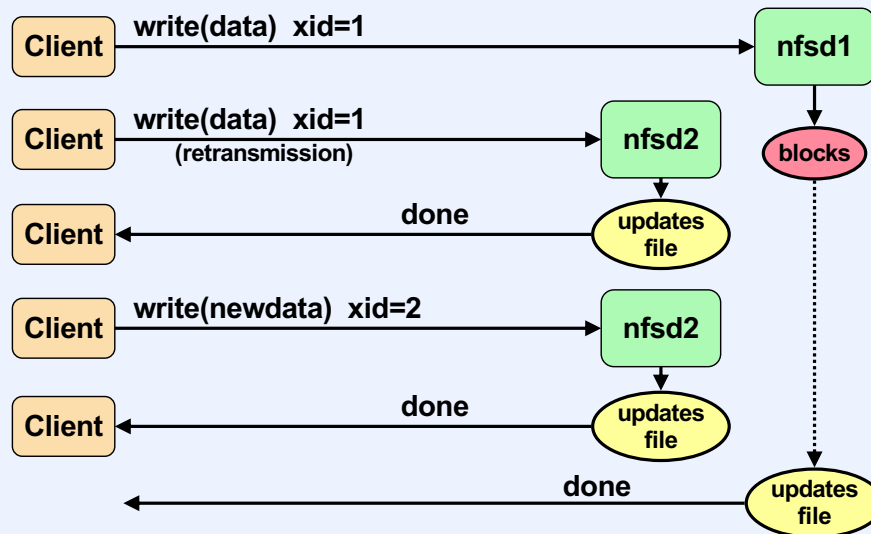 Client write(data) xid=1 nfsd1
Client write(data) xid=1 nfsd2 blocks
(retransmission)
Client done updates
file
Client write(newdata) xid=2 nfsd2
Client done updates
file
done updates
file